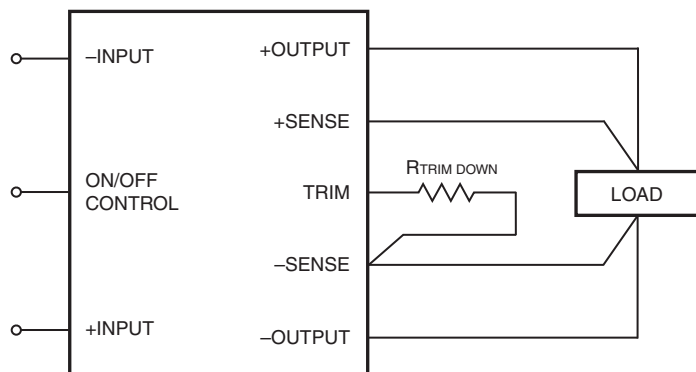 –INPUT
+OUTPUT
+SENSE
ON/OFF
CONTROL
TRIM
RTRIM DOWN
LOAD
–SENSE
+INPUT
–OUTPUT